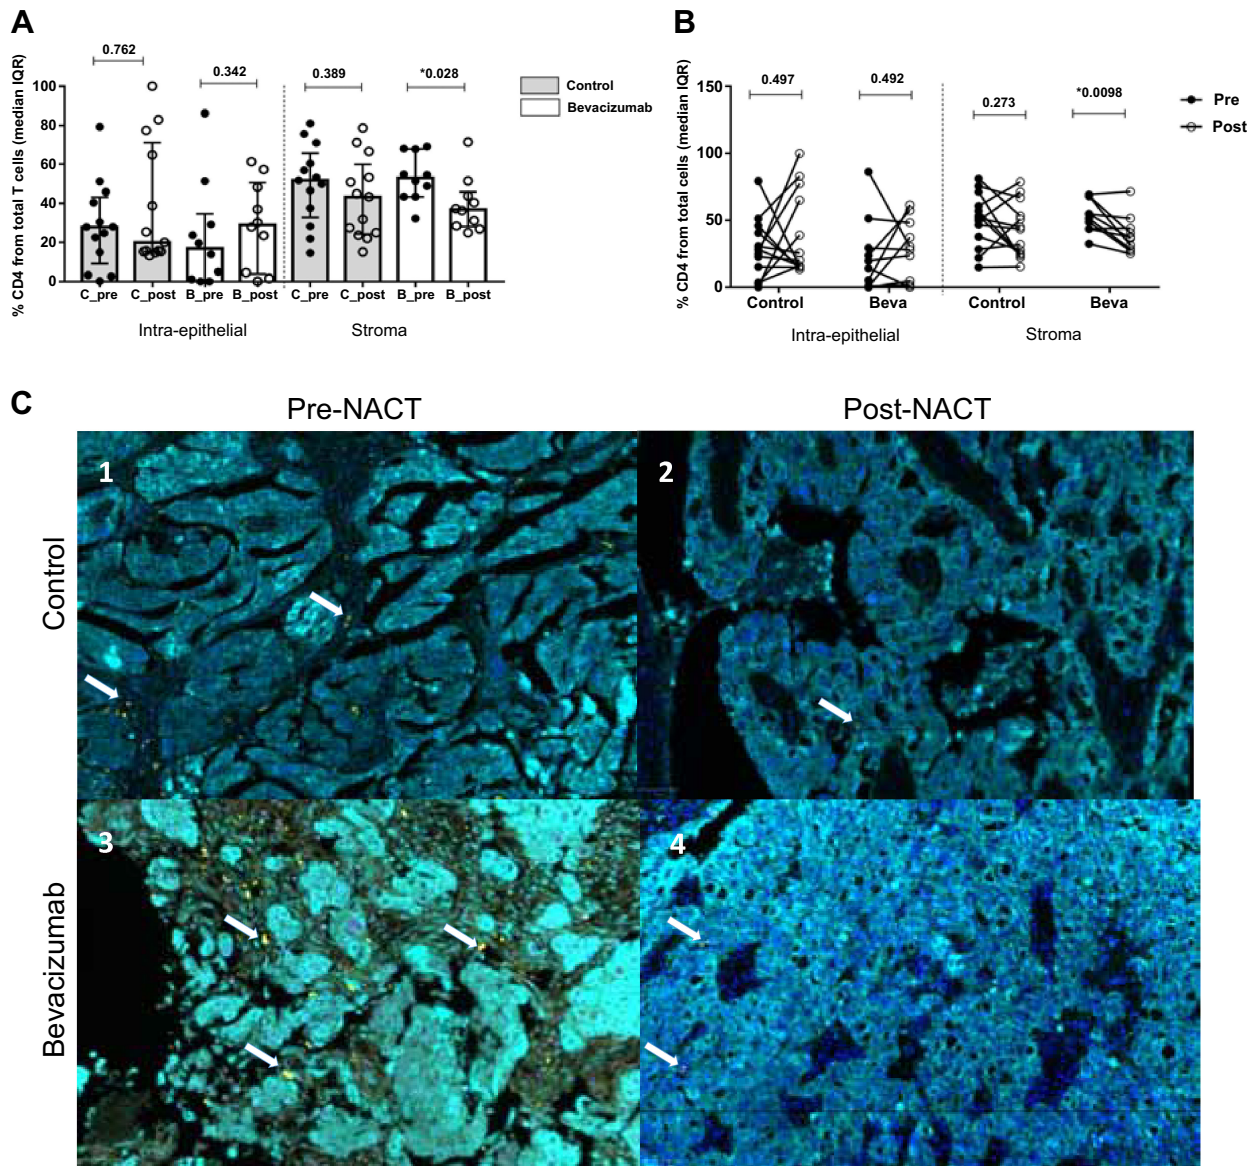 A
0.762
0.342
0.389
*0.028
% CD4 from total T cells (median IQR)
100
80
60
40
20
0
C_pre C_post B_pre B_post C_pre C_post B_pre B_post
Intra-epithelial Stroma
Control
Bevacizumab
B
0.497
0.492
0.273
*0.0098
% CD4 from total cells (median IQR)
150
100
50
0
Control Beva Control Beva
Intra-epithelial Stroma
Pre
Post
C
Pre-NACT Post-NACT
Control
1 2
Bevacizumab
3 4